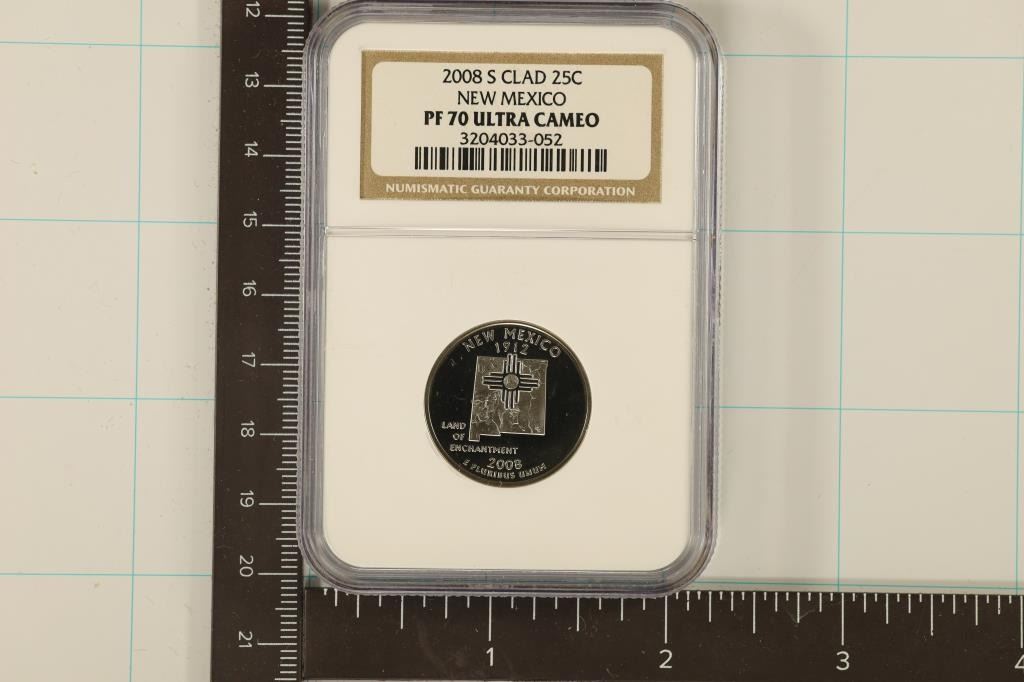 2008 S CLAD 25C
NEW MEXICO
PF 70 ULTRA CAMEO
3204033-052
NUMISMATIC GUARANTY CORPORATION
NEW MEXICO
1912
LAND
OF
ENCHANTMENT
2008
E PLURIBUS UNUM
12
13
14
15
16
17
18
19
20
21
1 2 3 4